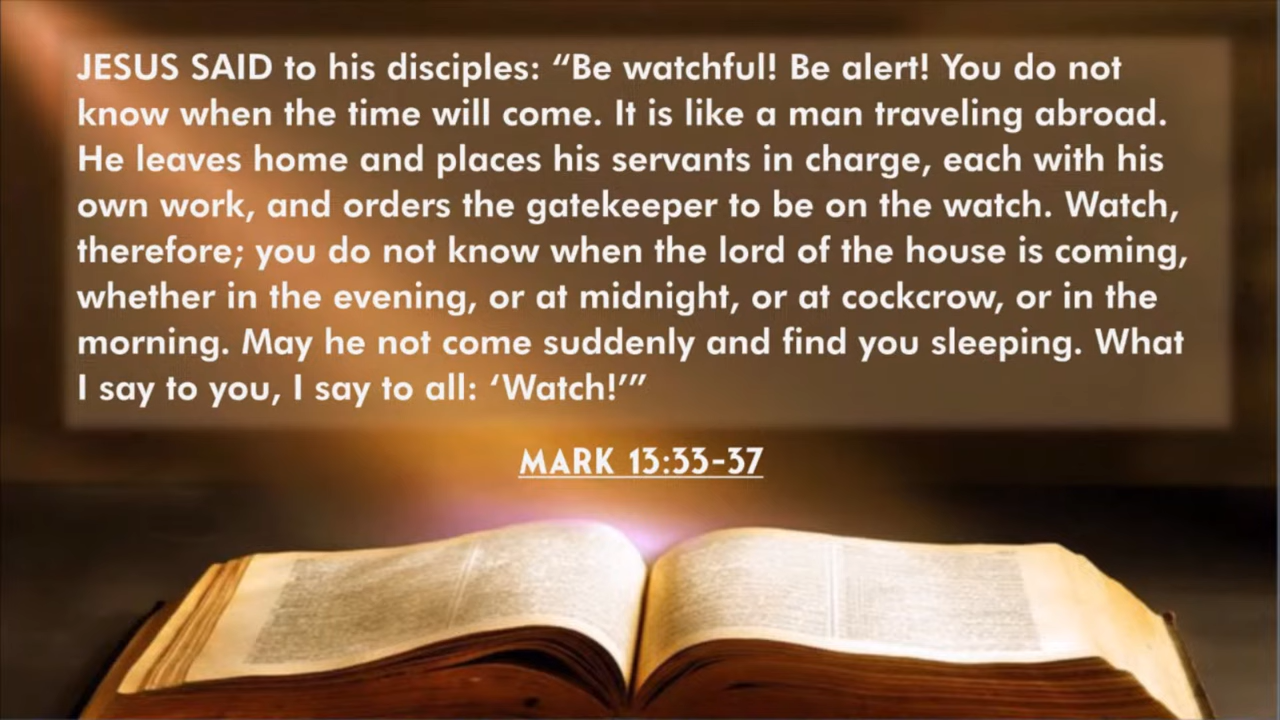 JESUS SAID to his disciples: “Be watchful! Be alert! You do not
know when the time will come. It is like a man traveling abroad.
He leaves home and places his servants in charge, each with his
own work, and orders the gatekeeper to be on the watch. Watch,
therefore; you do not know when the lord of the house is coming,
whether in the evening, or at midnight, or at cockcrow, or in the
morning. May he not come suddenly and find you sleeping. What
I say to you, I say to all: ‘Watch!’”
MARK 13:33-37